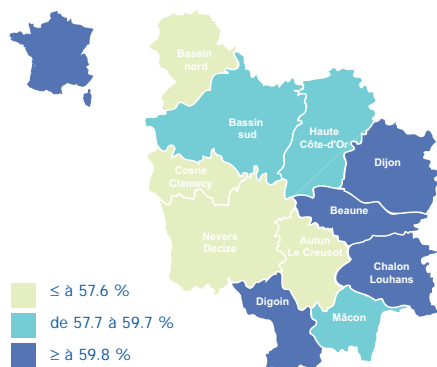 Bassin
nord
Bassin
sud
Haute
Côte-d'Or
Dijon
Cosne
Clamecy
Beaune
Nevers
Decize
Autun
Le Creusot
Chalon
Louhans
Digoin
Mâcon
≤ à 57.6 %
de 57.7 à 59.7 %
≥ à 59.8 %